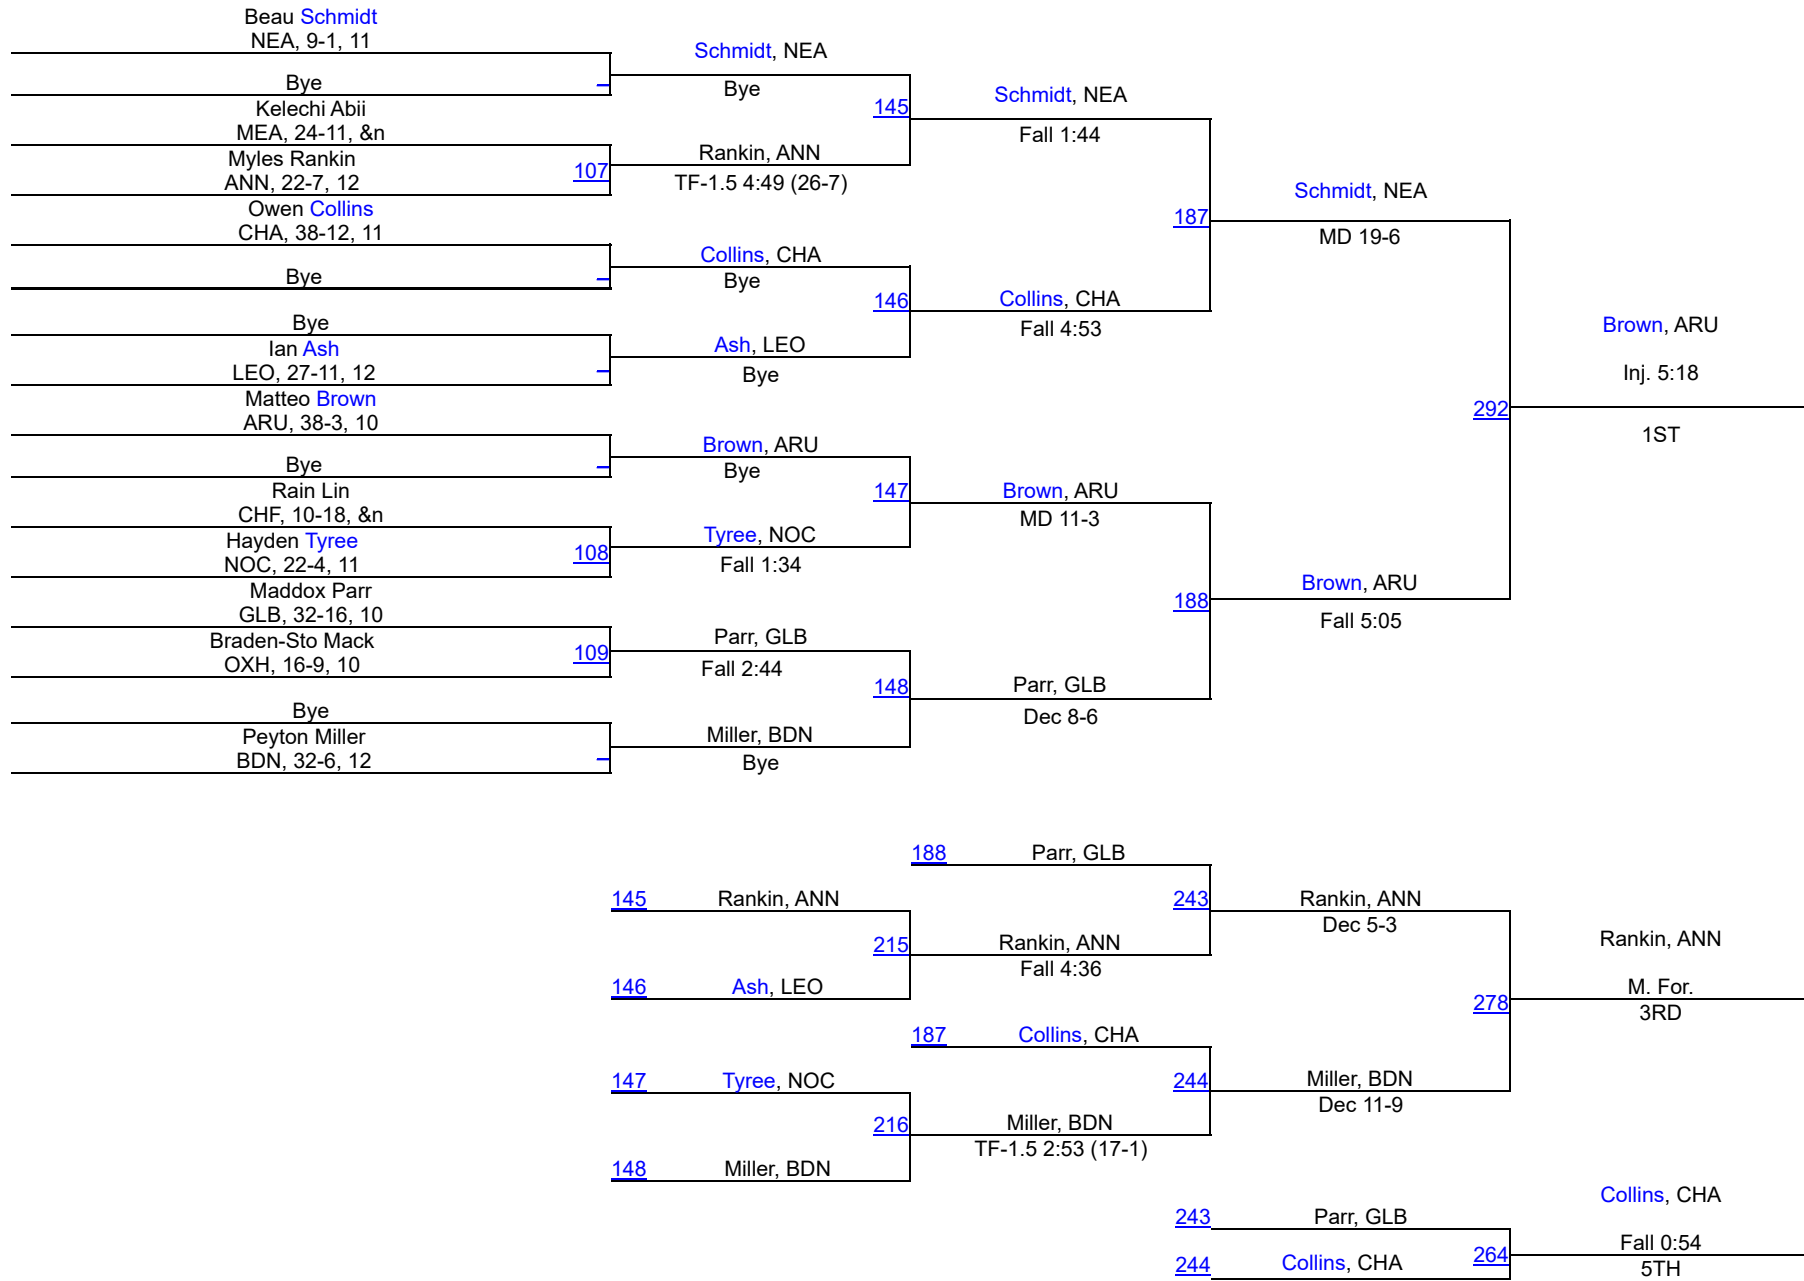 Beau Schmidt
NEA, 9-1, 11
Bye
Kelechi Abii
MEA, 24-11, &n
Myles Rankin
ANN, 22-7, 12
107
Owen Collins
CHA, 38-12, 11
Bye
Bye
Ian Ash
LEO, 27-11, 12
Matteo Brown
ARU, 38-3, 10
Bye
Rain Lin
CHF, 10-18, &n
Hayden Tyree
NOC, 22-4, 11
108
Maddox Parr
GLB, 32-16, 10
Braden-Sto Mack
OXH, 16-9, 10
109
Bye
Peyton Miller
BDN, 32-6, 12
Schmidt, NEA
Bye
145
Rankin, ANN
TF-1.5 4:49 (26-7)
Collins, CHA
Bye
146
Ash, LEO
Bye
Brown, ARU
Bye
147
Tyree, NOC
Fall 1:34
Parr, GLB
Fall 2:44
148
Miller, BDN
Bye
Schmidt, NEA
Fall 1:44
187
Collins, CHA
Fall 4:53
Brown, ARU
MD 11-3
188
Parr, GLB
Dec 8-6
Schmidt, NEA
MD 19-6
292
Brown, ARU
Fall 5:05
Brown, ARU
Inj. 5:18
1ST
145 Rankin, ANN
215
146 Ash, LEO
147 Tyree, NOC
216
148 Miller, BDN
188 Parr, GLB
243
Rankin, ANN
Fall 4:36
187 Collins, CHA
244
Miller, BDN
TF-1.5 2:53 (17-1)
Rankin, ANN
Dec 5-3
278
Miller, BDN
Dec 11-9
Rankin, ANN
M. For.
3RD
243 Parr, GLB
264
244 Collins, CHA
Collins, CHA
Fall 0:54
5TH